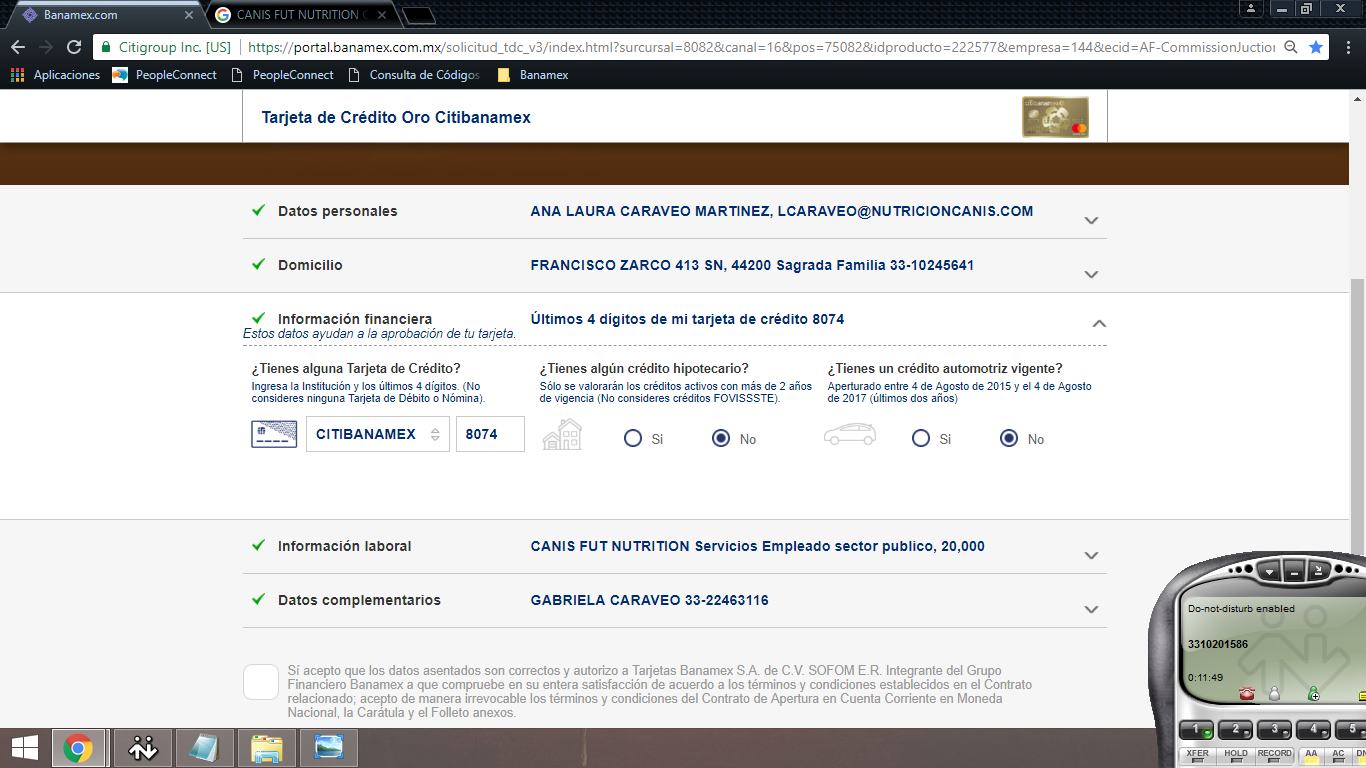 Banamex.com
CANIS FUT NUTRITION
Citigroup Inc. [US]
https://portal.banamex.com.mx/solicitud_tdc_v3/index.html?surcursal=8082&canal=16&pos=75082&idproducto=222577&empresa=144&ecid=AF-CommissionJuction
Aplicaciones PeopleConnect PeopleConnect Consulta de Códigos Banamex
Tarjeta de Crédito Oro Citibanamex
Datos personales ANA LAURA CARAVEO MARTINEZ, LCARAVEO@NUTRICIONCANIS.COM
Domicilio FRANCISCO ZARCO 413 SN, 44200 Sagrada Familia 33-10245641
Información financiera Últimos 4 dígitos de mi tarjeta de crédito 8074
Estos datos ayudan a la aprobación de tu tarjeta.
¿Tienes alguna Tarjeta de Crédito?
Ingresa la Institución y los últimos 4 dígitos. (No
consideres ninguna Tarjeta de Débito o Nómina).
CITIBANAMEX 8074
¿Tienes algún crédito hipotecario?
Sólo se valorarán los créditos activos con más de 2 años
de vigencia (No consideres créditos FOVISSSTE).
Si No
¿Tienes un crédito automotriz vigente?
Aperturado entre 4 de Agosto de 2015 y el 4 de Agosto
de 2017 (últimos dos años)
Si No
Información laboral CANIS FUT NUTRITION Servicios Empleado sector publico, 20,000
Datos complementarios GABRIELA CARAVEO 33-22463116
Sí acepto que los datos asentados son correctos y autorizo a Tarjetas Banamex S.A. de C.V. SOFOM E.R. Integrante del Grupo
Financiero Banamex a que compruebe en su entera satisfacción de acuerdo a los términos y condiciones establecidos en el Contrato
relacionado; acepto de manera irrevocable los términos y condiciones del Contrato de Apertura en Cuenta Corriente en Moneda
Nacional, la Carátula y el Folleto anexos.
Do-not-disturb enabled
3310201586
0:11:49
1 2 3 4 5
XFER HOLD RECORD AA AC